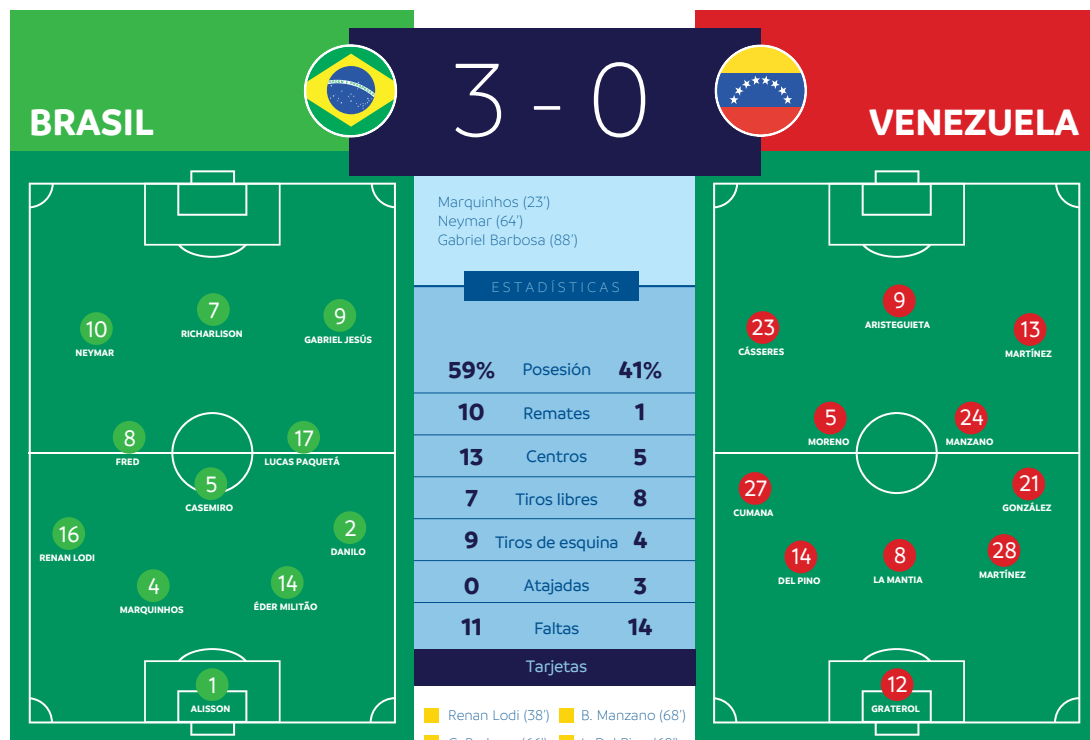 BRASIL
3 - 0
VENEZUELA
Marquinhos (23')
Neymar (64')
Gabriel Barbosa (88')
ESTADÍSTICAS
59% Posesión 41%
10 Remates 1
13 Centros 5
7 Tiros libres 8
9 Tiros de esquina 4
0 Atajadas 3
11 Faltas 14
Tarjetas
Renan Lodi (38') B. Manzano (68')
7
RICHARLISON
9
GABRIEL JESÚS
10
NEYMAR
8
FRED
17
LUCAS PAQUETÁ
5
CASEMIRO
16
RENAN LODI
2
DANILO
4
MARQUINHOS
14
ÉDER MILITÃO
1
ALISSON
9
ARISTEGUIETA
23
CÁSSERES
13
MARTÍNEZ
5
MORENO
24
MANZANO
27
CUMANA
21
GONZÁLEZ
14
DEL PINO
8
LA MANTIA
28
MARTÍNEZ
12
GRATEROL